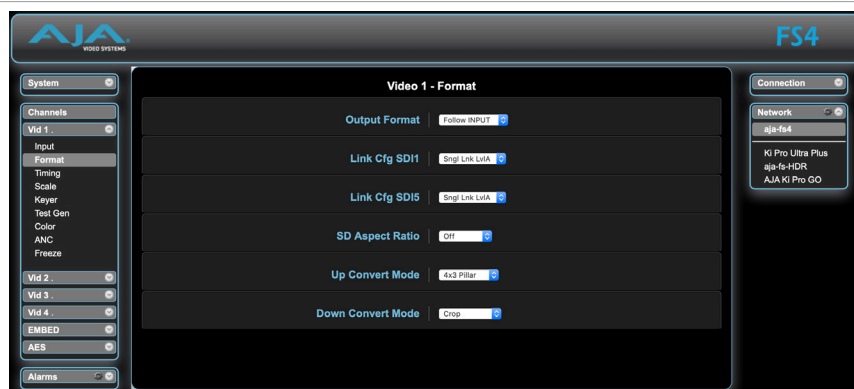 AJA
VIDEO SYSTEMS
FS4
System
Channels
Vid 1 .
Input
Format
Timing
Scale
Keyer
Test Gen
Color
ANC
Freeze
Vid 2 .
Vid 3 .
Vid 4 .
EMBED
AES
Alarms
Video 1 - Format
Output Format Follow INPUT
Link Cfg SDI1 Sngl Lnk LvlA
Link Cfg SDI5 Sngl Lnk LvlA
SD Aspect Ratio Off
Up Convert Mode 4x3 Pillar
Down Convert Mode Crop
Connection
Network
aja-fs4
Ki Pro Ultra Plus
aja-fs-HDR
AJA Ki Pro GO